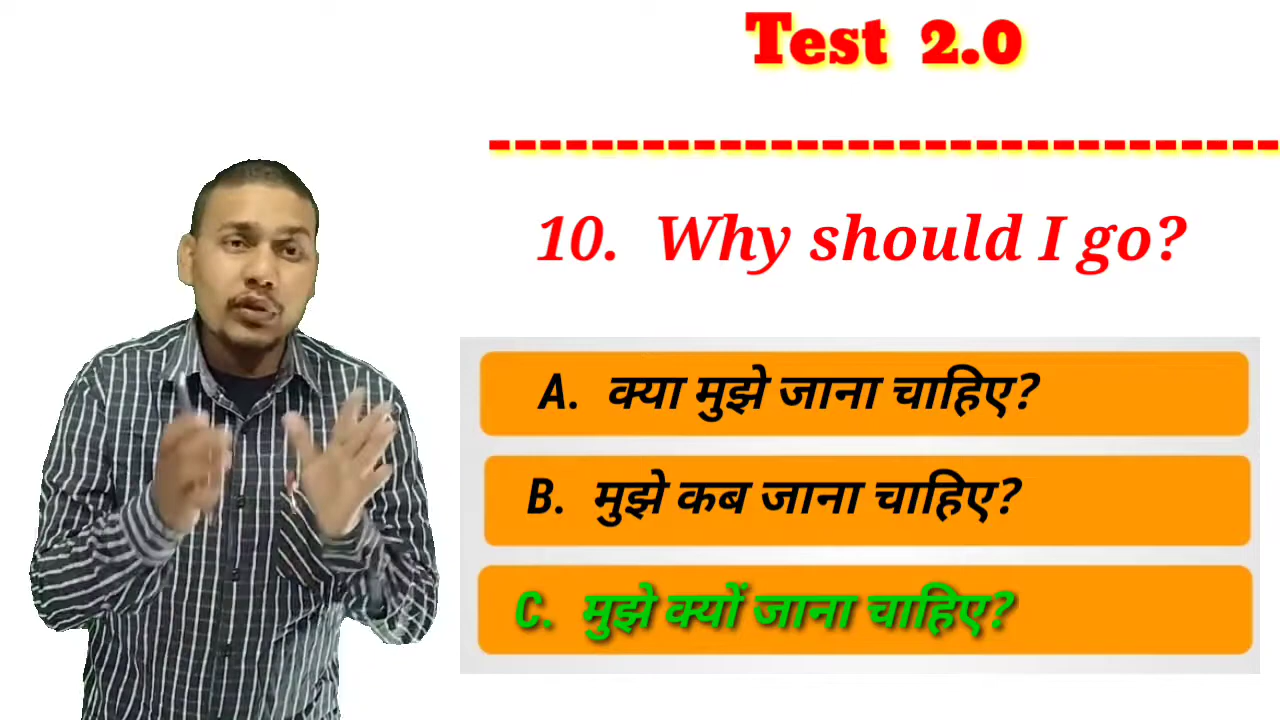 Test 2.0
10. Why should I go?
A. क्या मुझे जाना चाहिए?
B. मुझे कब जाना चाहिए?
C. मुझे क्यों जाना चाहिए?